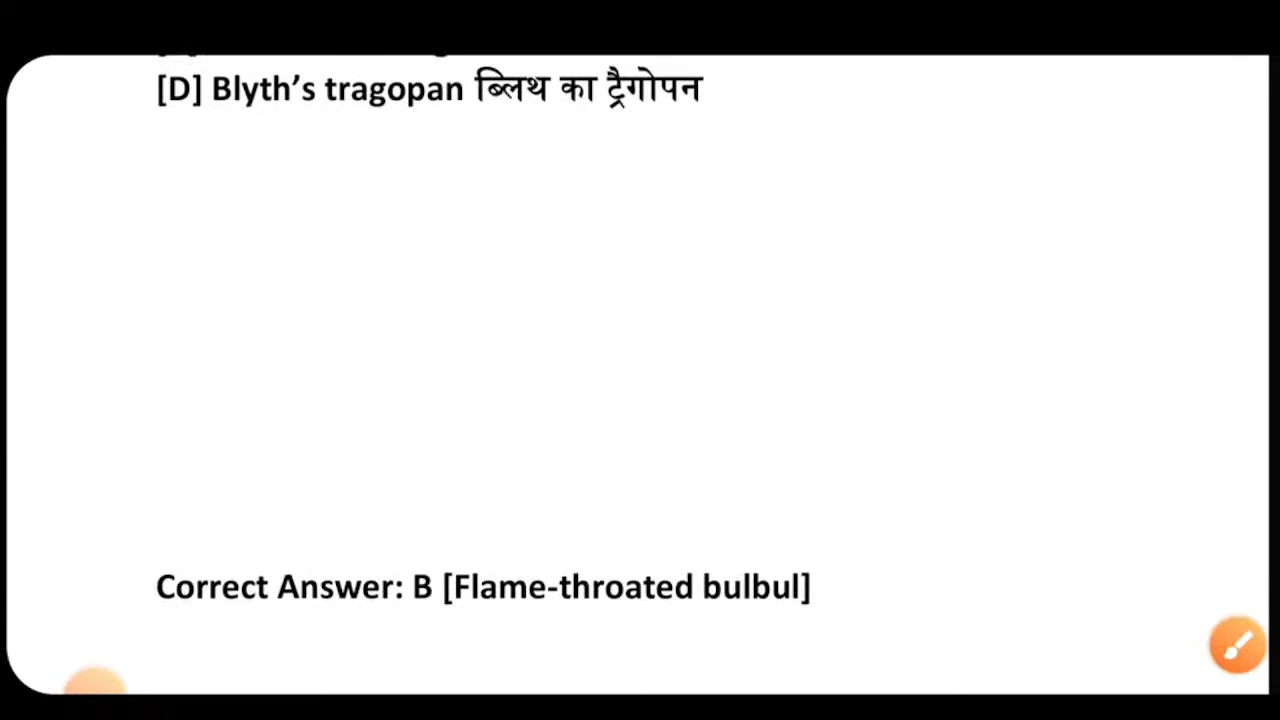 [D] Blyth’s tragopan ब्लिथ का ट्रैगोपन
Correct Answer: B [Flame-throated bulbul]